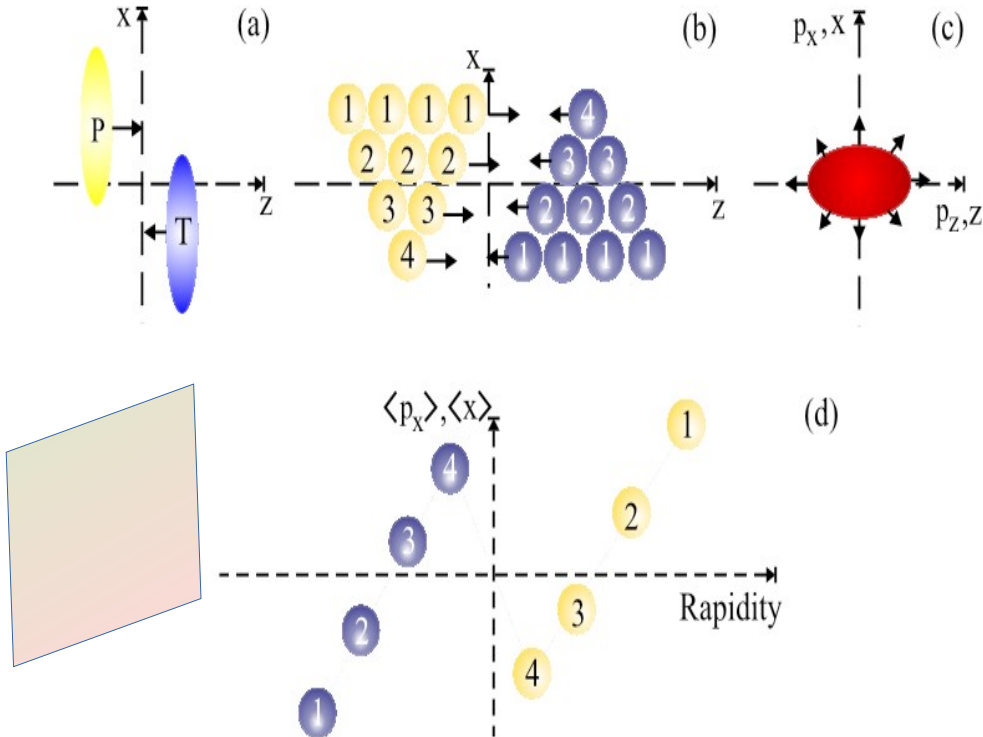 x (a)
P
T
z
x (b)
1 1 1 1 4
2 2 2 3 3
3 3 2 2 2
4 1 1 1 1
z
pₓ,x (c)
p_z,z
⟨pₓ⟩,⟨x⟩ (d)
4 1
3 2
2 3
1 4
Rapidity